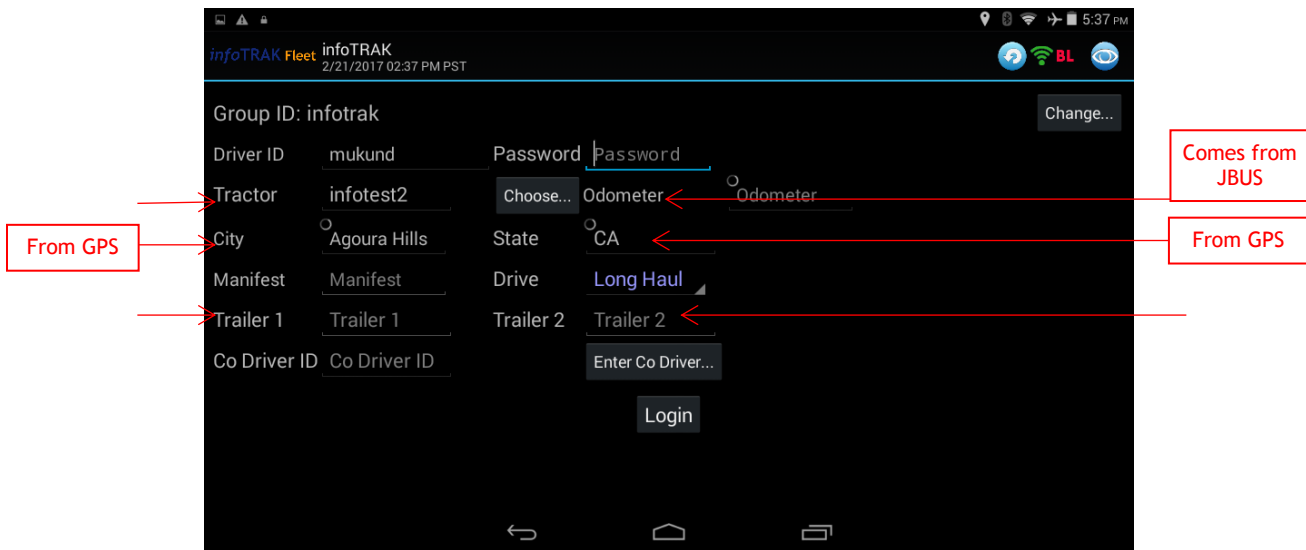 5:37 PM
infoTRAK Fleet infoTRAK
2/21/2017 02:37 PM PST
BL
Group ID: infotrak
Change...
Driver ID mukund Password Password
Tractor infotest2 Choose... Odometer Odometer
Comes from
JBUS
City Agoura Hills State CA
From GPS
From GPS
Manifest Manifest Drive Long Haul
Trailer 1 Trailer 1 Trailer 2 Trailer 2
Co Driver ID Co Driver ID Enter Co Driver...
Login